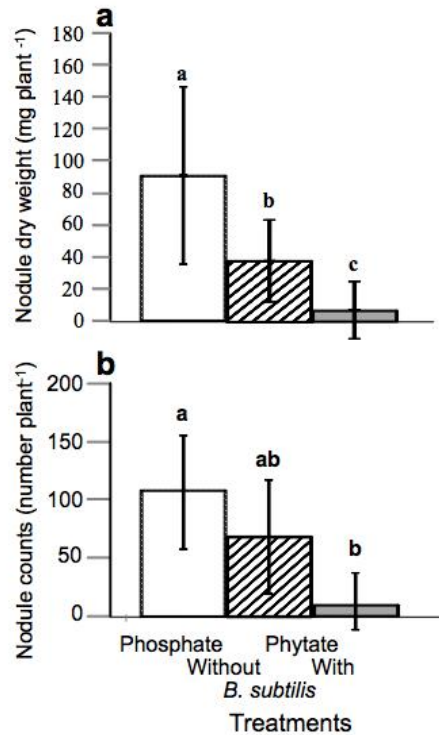 a
Nodule dry weight (mg plant -1)
180
160
140
120
100
80
60
40
20
0
a
b
c
b
Nodule counts (number plant-1)
200
150
100
50
0
a
ab
b
Phosphate Phytate
Without With
B. subtilis
Treatments